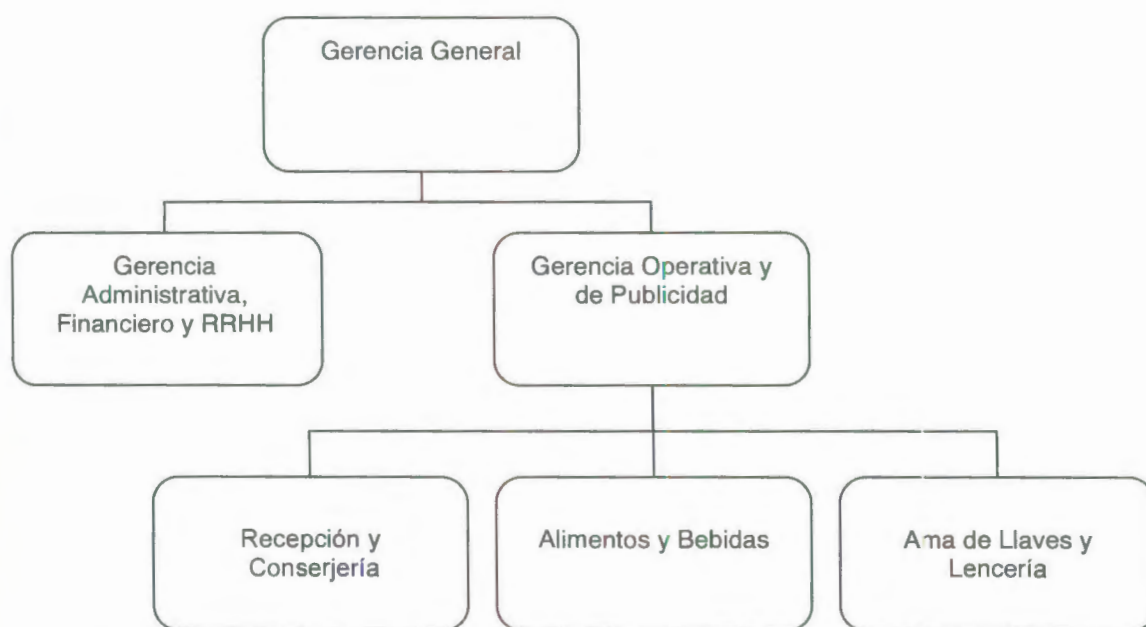 Gerencia General
Gerencia
Administrativa,
Financiero y RRHH
Gerencia Operativa y
de Publicidad
Recepción y
Conserjería
Alimentos y Bebidas
Ama de Llaves y
Lencería